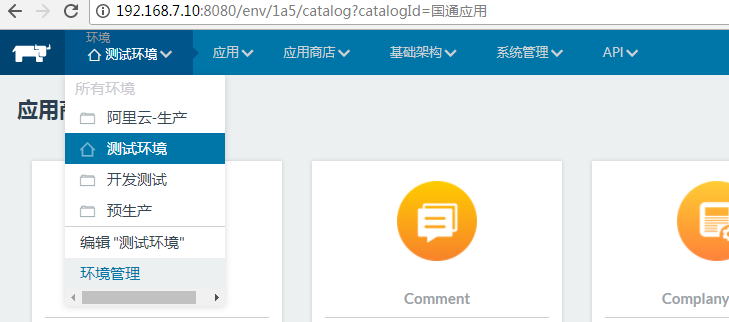 192.168.7.10:8080/env/1a5/catalog?catalogId=国通应用
环境
测试环境 应用 应用商店 基础架构 系统管理 API
所有环境
应用商
阿里云-生产
测试环境
开发测试
预生产
编辑 "测试环境"
环境管理
Comment Complany